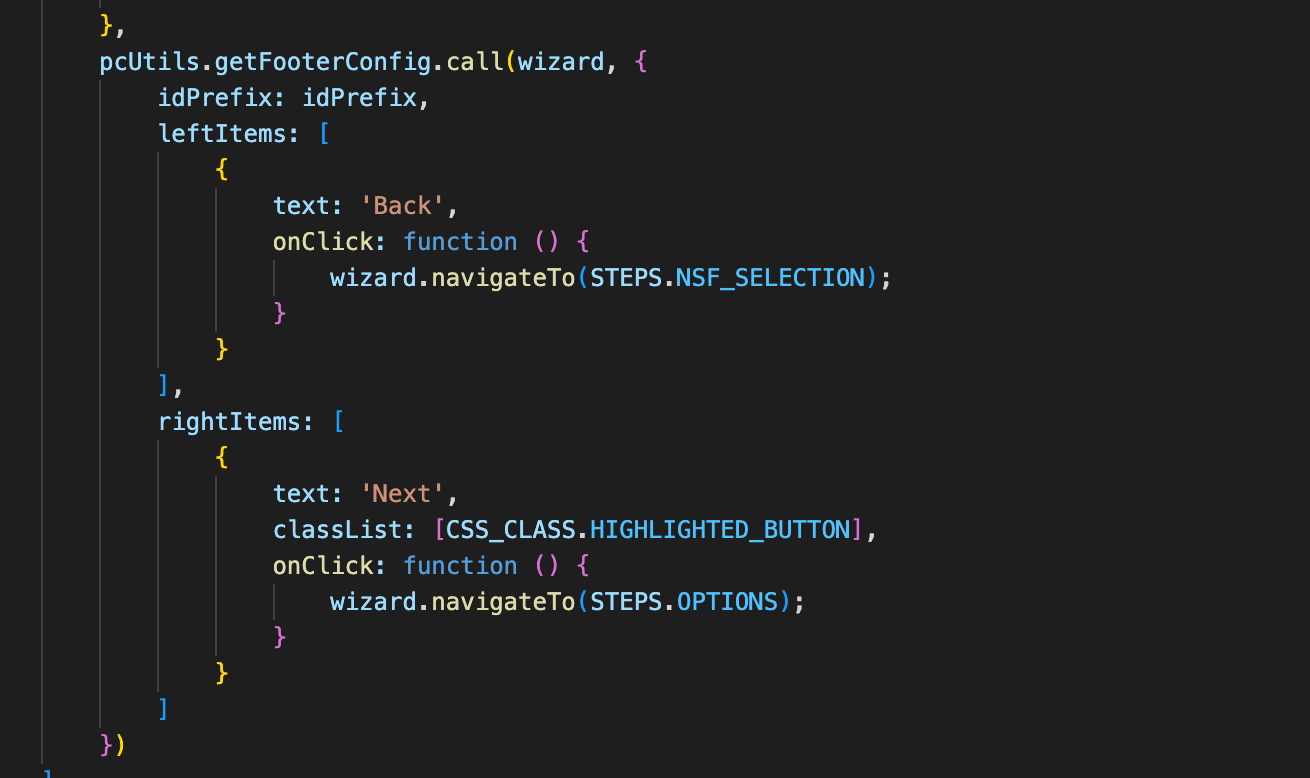 },
pcUtils.getFooterConfig.call(wizard, {
idPrefix: idPrefix,
leftItems: [
{
text: 'Back',
onClick: function () {
wizard.navigateTo(STEPS.NSF_SELECTION);
}
}
],
rightItems: [
{
text: 'Next',
classList: [CSS_CLASS.HIGHLIGHTED_BUTTON],
onClick: function () {
wizard.navigateTo(STEPS.OPTIONS);
}
}
]
})
]